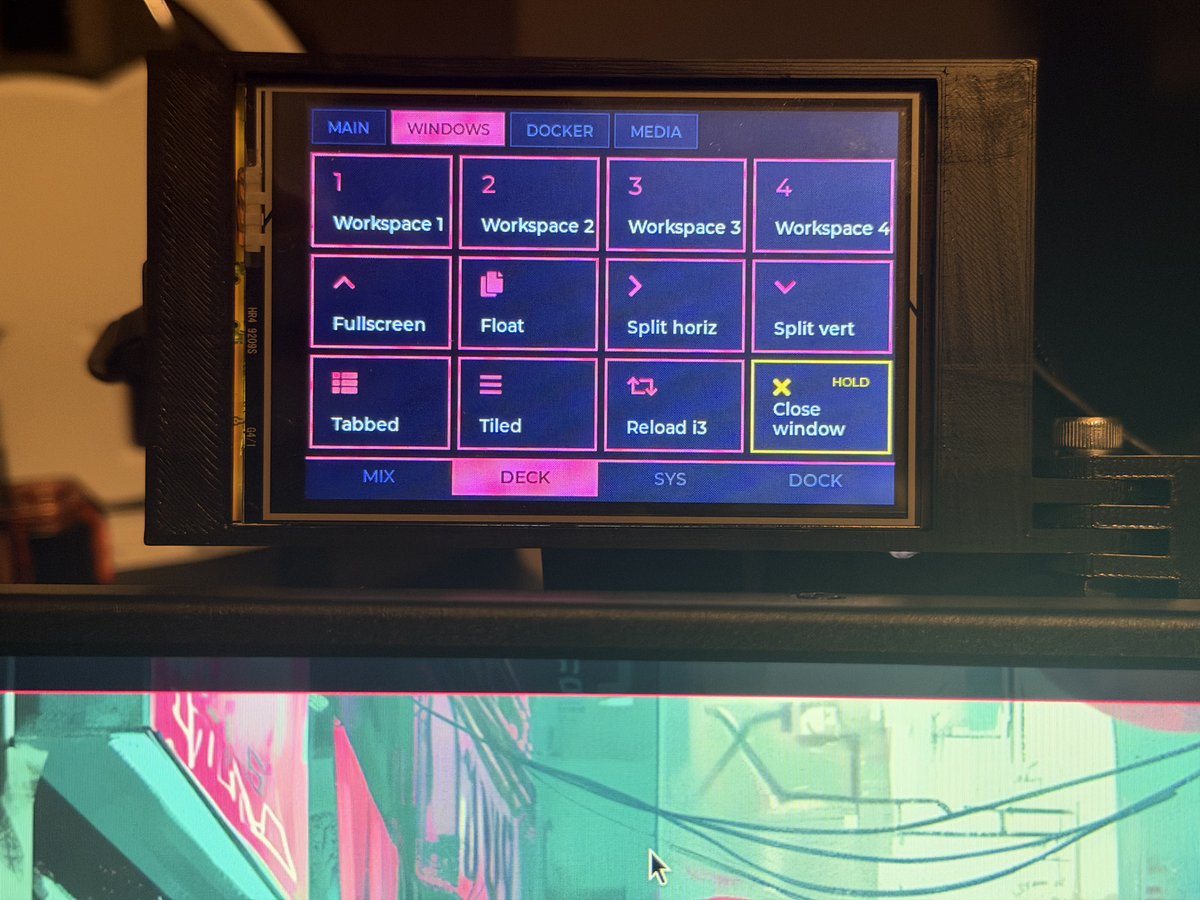 MAIN WINDOWS DOCKER MEDIA
1 2 3 4
Workspace 1 Workspace 2 Workspace 3 Workspace 4
Fullscreen Float Split horiz Split vert
HOLD
Tabbed Tiled Reload i3 Close window
MIX DECK SYS DOCK